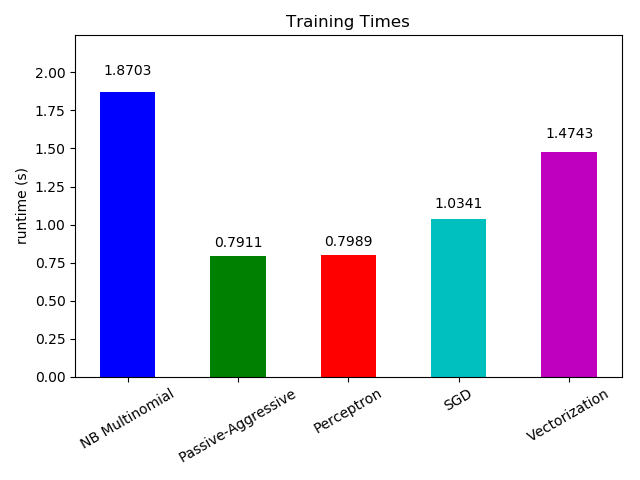 Training Times
runtime (s)
2.00
1.75
1.50
1.25
1.00
0.75
0.50
0.25
0.00
1.8703
0.7911
0.7989
1.0341
1.4743
NB Multinomial
Passive-Aggressive
Perceptron
SGD
Vectorization